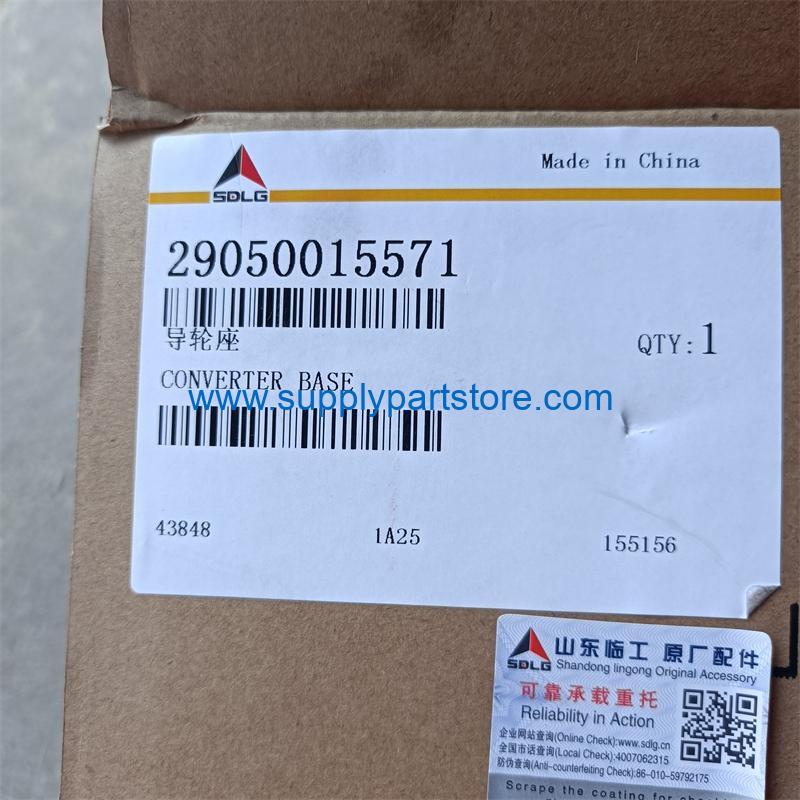 SDLG
Made in China
29050015571
导轮座
QTY:1
CONVERTER BASE
www.supplypartstore.com
43848 1A25 155156
SDLG
山东临工 原厂配件
Shandong lingong Original Accessory
可靠承载重托
Reliability in Action
企业网站查询(Online Check):www.sdlg.cn
全国市话查询(Local Check):4007062315
防伪查询(Anti-counterfeiting Check):86-010-59792175
Scrape the coating for